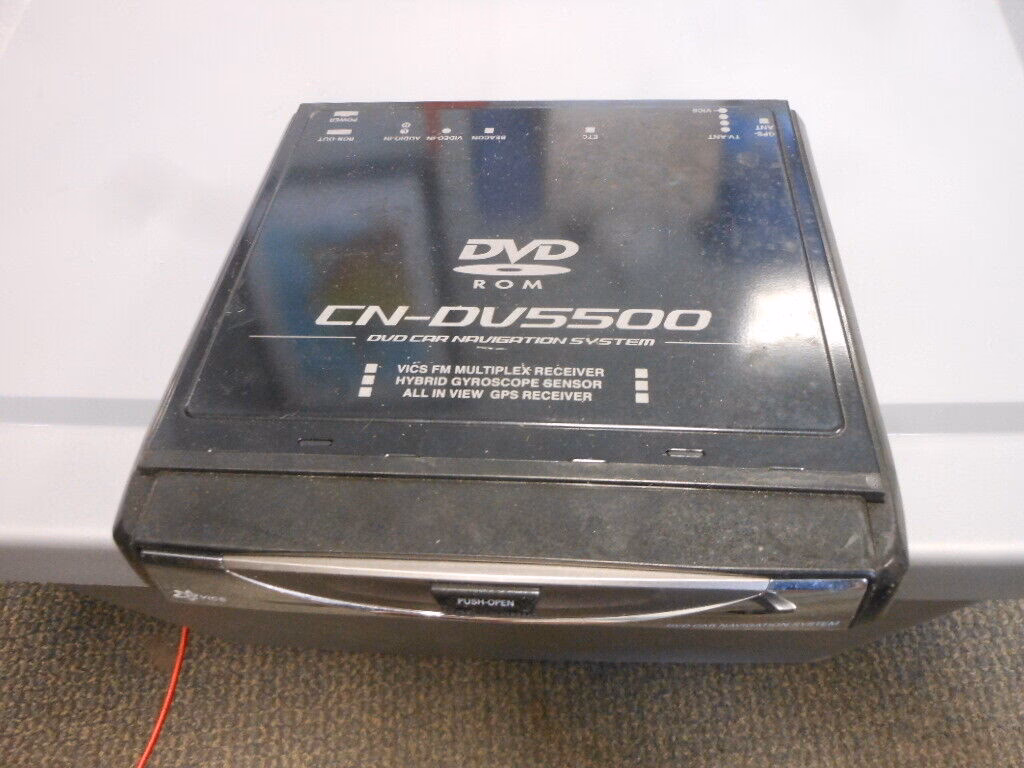 POWER
RGB-OUT
AUDIO-IN
VIDEO-IN
BEACON
ETC
TV-ANT
VICS
GPS-
ANT
DVD
ROM
CN-DV5500
DVD CAR NAVIGATION SYSTEM
VICS FM MULTIPLEX RECEIVER
HYBRID GYROSCOPE SENSOR
ALL IN VIEW GPS RECEIVER
VICS
PUSH-OPEN
DVD CAR NAVIGATION SYSTEM